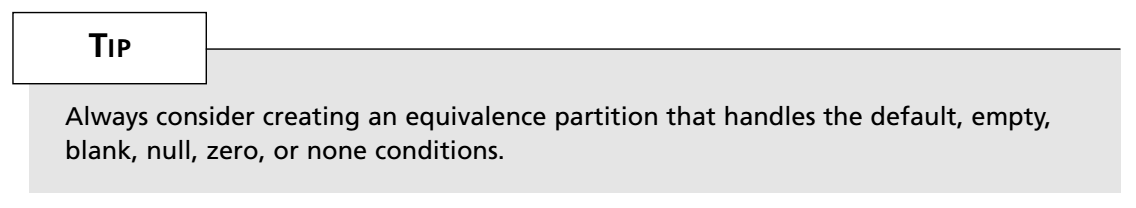 TIP
Always consider creating an equivalence partition that handles the default, empty,
blank, null, zero, or none conditions.